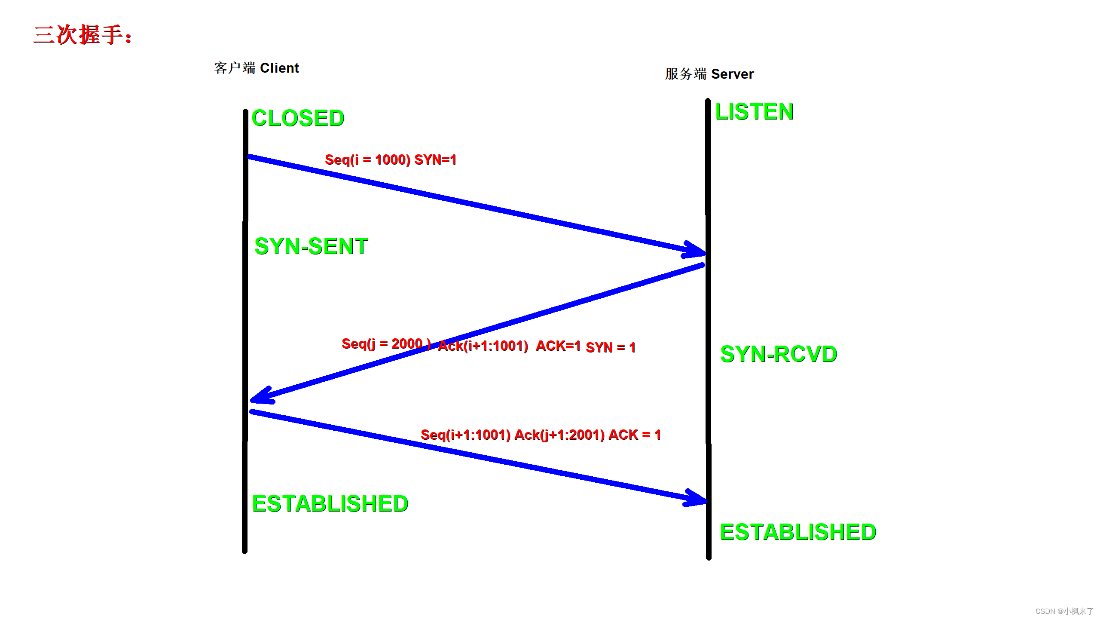 三次握手：
客户端 Client
服务端 Server
CLOSED
LISTEN
Seq(i = 1000) SYN=1
SYN-SENT
Seq(j = 2000 ) Ack(i+1:1001) ACK=1 SYN = 1
SYN-RCVD
Seq(i+1:1001) Ack(j+1:2001) ACK = 1
ESTABLISHED
ESTABLISHED
CSDN @小枫来了